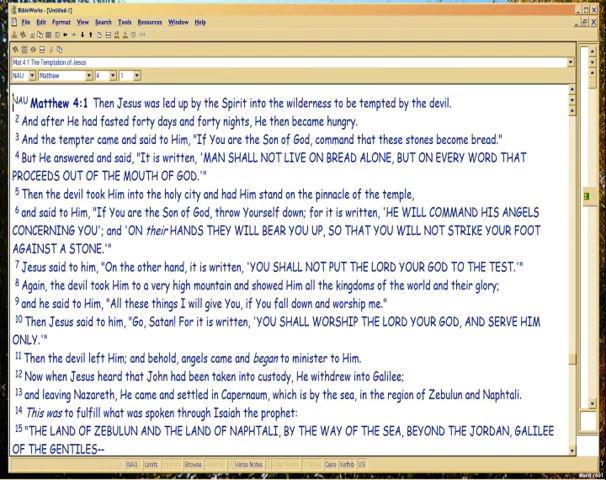 BibleWorks - [Untitled-1]
File Edit Format View Search Tools Resources Window Help
Mat 4:1 The Temptation of Jesus
NAU Matthew 4 1
NAU Matthew 4:1 Then Jesus was led up by the Spirit into the wilderness to be tempted by the devil.
2 And after He had fasted forty days and forty nights, He then became hungry.
3 And the tempter came and said to Him, "If You are the Son of God, command that these stones become bread."
4 But He answered and said, "It is written, 'MAN SHALL NOT LIVE ON BREAD ALONE, BUT ON EVERY WORD THAT
PROCEEDS OUT OF THE MOUTH OF GOD.'"
5 Then the devil took Him into the holy city and had Him stand on the pinnacle of the temple,
6 and said to Him, "If You are the Son of God, throw Yourself down; for it is written, 'HE WILL COMMAND HIS ANGELS
CONCERNING YOU'; and 'ON their HANDS THEY WILL BEAR YOU UP, SO THAT YOU WILL NOT STRIKE YOUR FOOT
AGAINST A STONE.'"
7 Jesus said to him, "On the other hand, it is written, 'YOU SHALL NOT PUT THE LORD YOUR GOD TO THE TEST.'"
8 Again, the devil took Him to a very high mountain and showed Him all the kingdoms of the world and their glory;
9 and he said to Him, "All these things I will give You, if You fall down and worship me."
10 Then Jesus said to him, "Go, Satan! For it is written, 'YOU SHALL WORSHIP THE LORD YOUR GOD, AND SERVE HIM
ONLY.'"
11 Then the devil left Him; and behold, angels came and began to minister to Him.
12 Now when Jesus heard that John had been taken into custody, He withdrew into Galilee;
13 and leaving Nazareth, He came and settled in Capernaum, which is by the sea, in the region of Zebulun and Naphtali.
14 This was to fulfill what was spoken through Isaiah the prophet:
15 "THE LAND OF ZEBULUN AND THE LAND OF NAPHTALI, BY THE WAY OF THE SEA, BEYOND THE JORDAN, GALILEE
OF THE GENTILES--
NAU Limits Browse Verse Notes Qere Kethib US